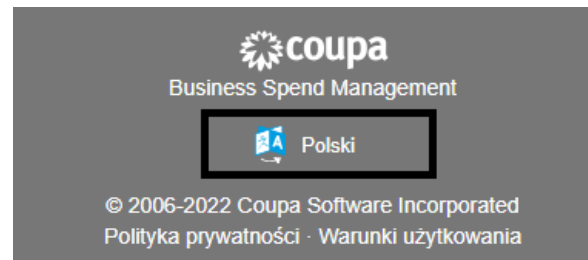 coupa
Business Spend Management
Polski
© 2006-2022 Coupa Software Incorporated
Polityka prywatności · Warunki użytkowania